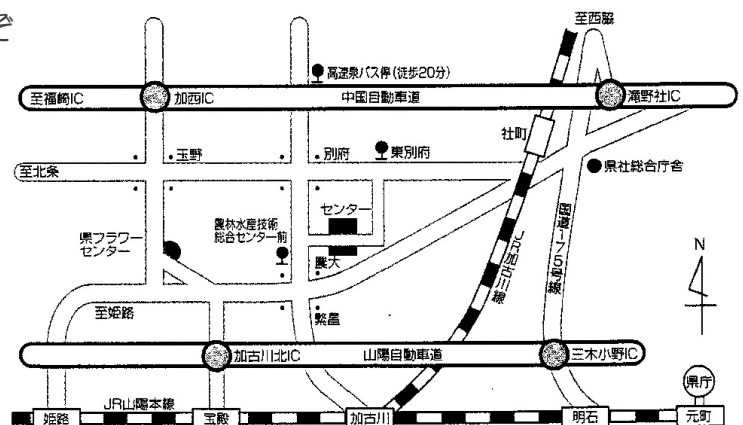 ぞ
至西脇
高速泉バス停(徒歩20分)
至福崎IC
加西IC
中国自動車道
滝野社IC
社町
玉野
別府
東別府
至北条
県社総合庁舎
センター
農林水産技術
総合センター前
県フラワー
センター
農大
JR加古川線
国道175号線
N
至姫路
繁昌
加古川北IC
山陽自動車道
三木小野IC
県庁
JR山陽本線
姫路
宝殿
加古川
明石
元町